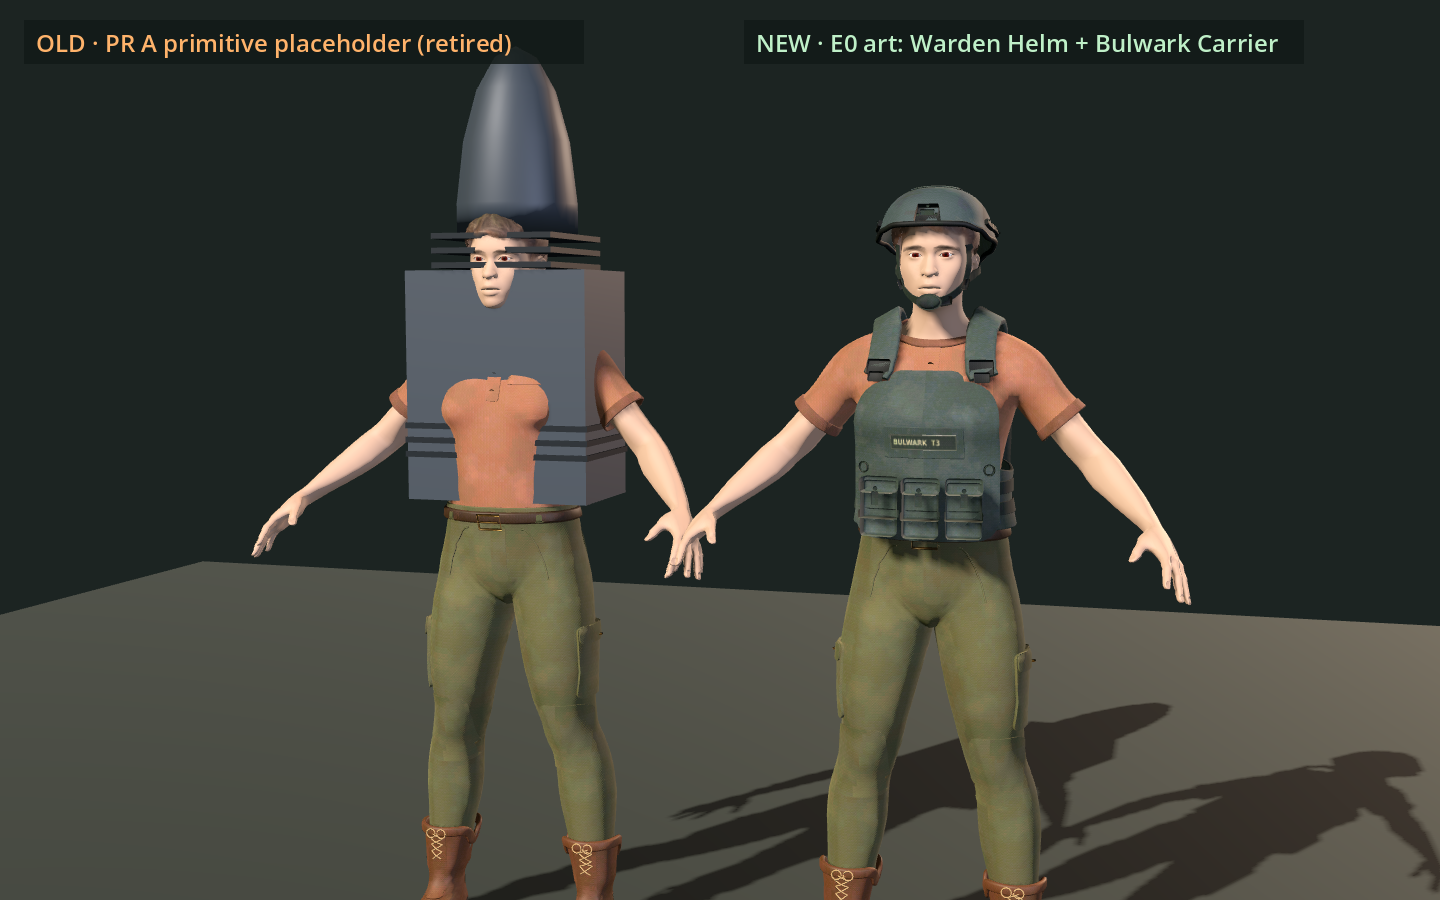 OLD · PR A primitive placeholder (retired)
NEW · E0 art: Warden Helm + Bulwark Carrier
BULWARK T3